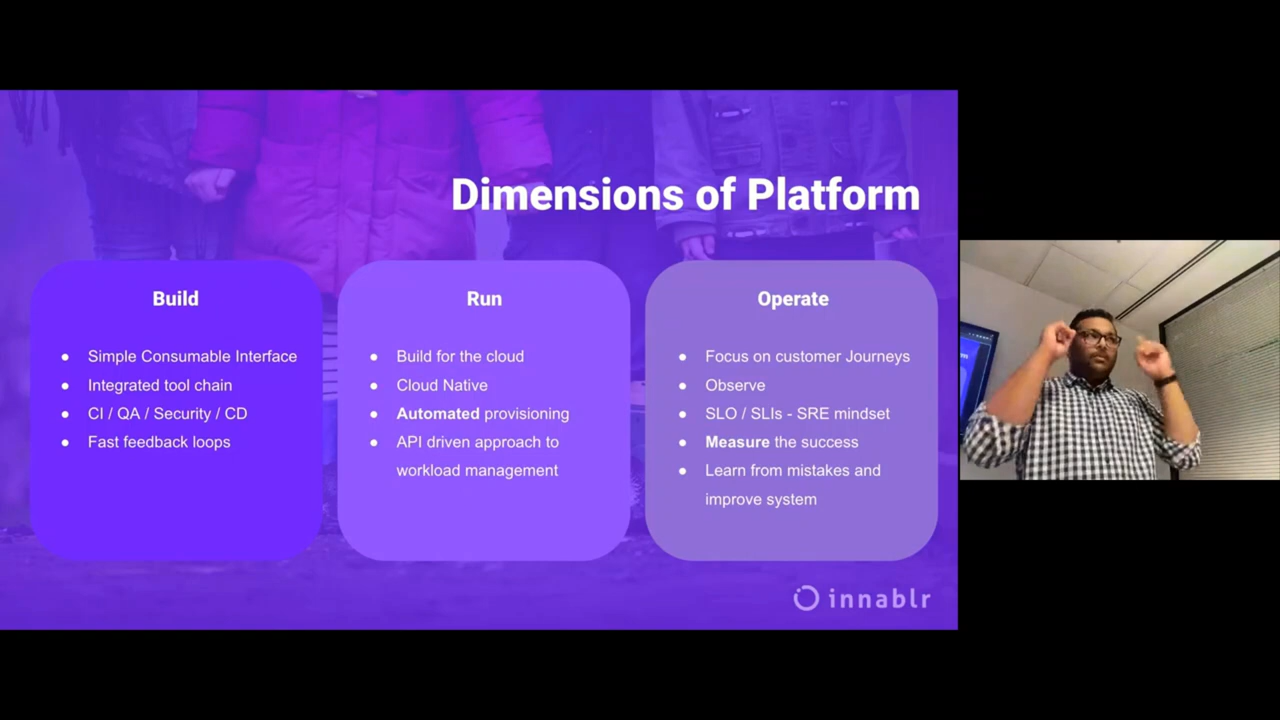 Dimensions of Platform
Build
● Simple Consumable Interface
● Integrated tool chain
● CI / QA / Security / CD
● Fast feedback loops
Run
● Build for the cloud
● Cloud Native
● Automated provisioning
● API driven approach to
workload management
Operate
● Focus on customer Journeys
● Observe
● SLO / SLIs - SRE mindset
● Measure the success
● Learn from mistakes and
improve system
innablr